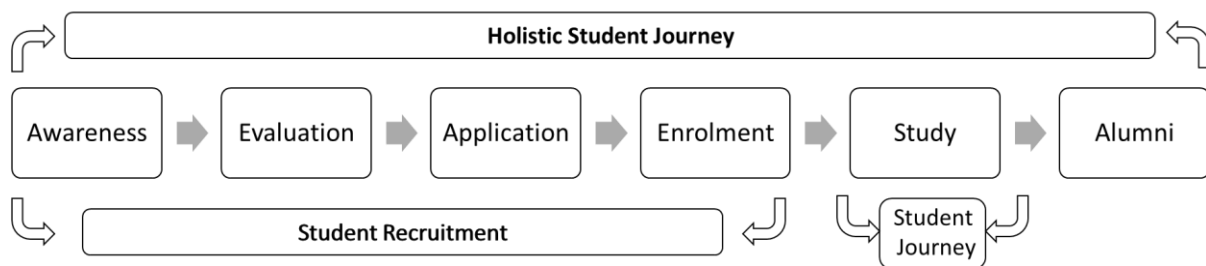 Holistic Student Journey
Awareness
Evaluation
Application
Enrolment
Study
Alumni
Student Recruitment
Student
Journey